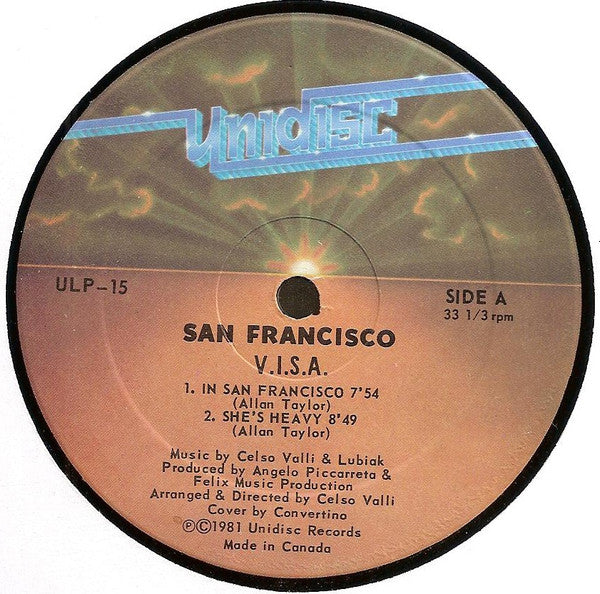 Unidisc
ULP-15
SIDE A
33 1/3 rpm
SAN FRANCISCO
V.I.S.A.
1. IN SAN FRANCISCO 7'54
(Allan Taylor)
2. SHE'S HEAVY 8'49
(Allan Taylor)
Music by Celso Valli & Lubiak
Produced by Angelo Piccarreta &
Felix Music Production
Arranged & Directed by Celso Valli
Cover by Convertino
℗©1981 Unidisc Records
Made in Canada